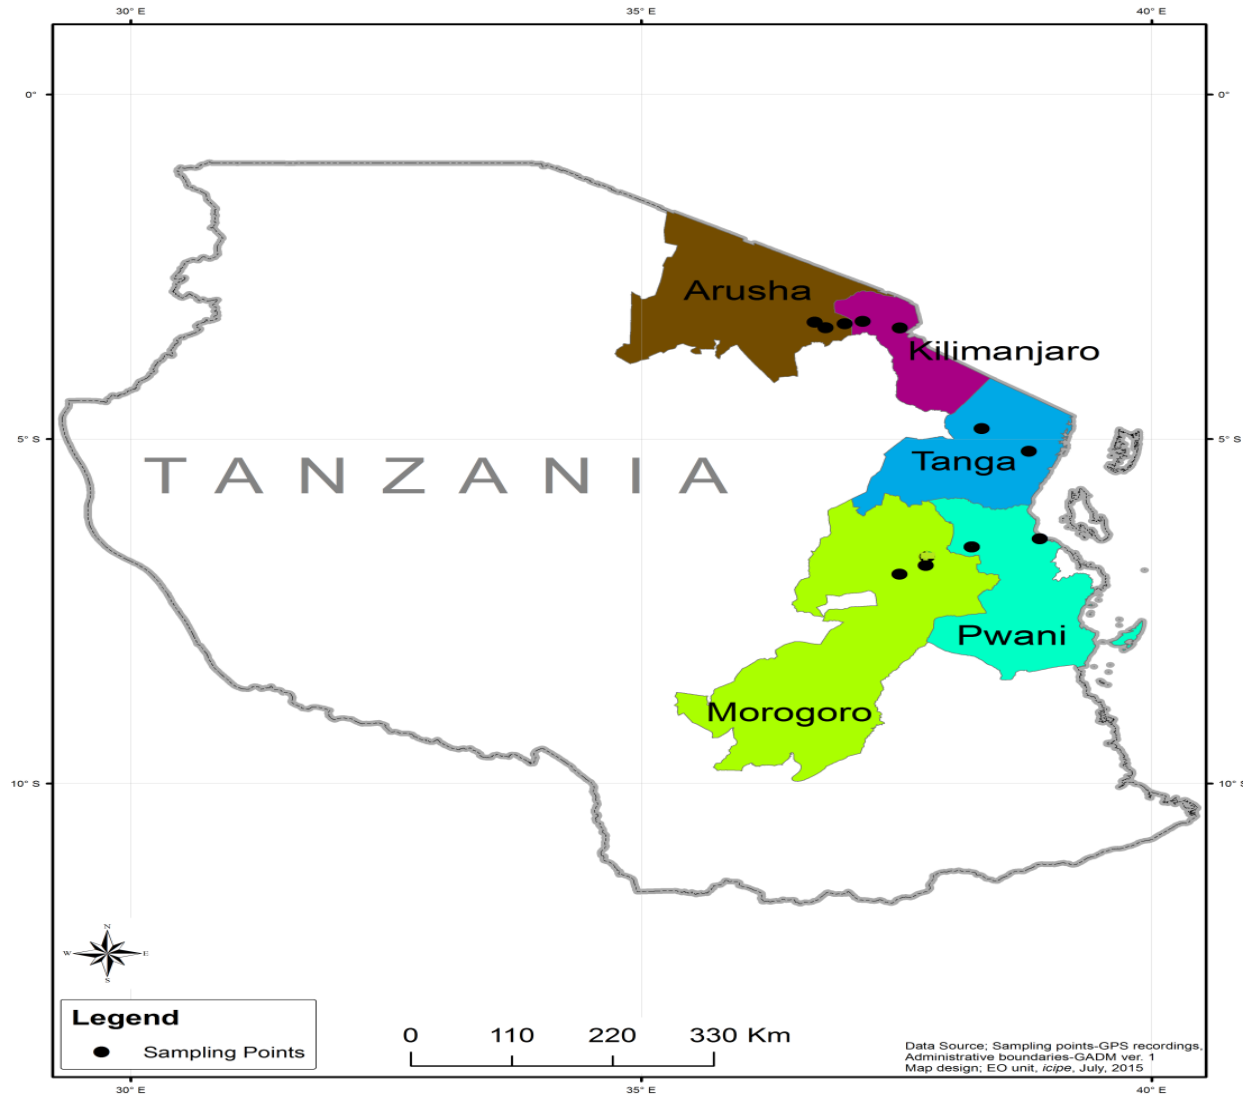 30° E 35° E 40° E
0° 0°
Arusha
Kilimanjaro
5° S 5° S
Tanga
TANZANIA
Pwani
Morogoro
10° S 10° S
N
W E
S
Legend
Sampling Points
0 110 220 330 Km
Data Source; Sampling points-GPS recordings,
Administrative boundaries-GADM ver. 1
Map design; EO unit, icipe, July, 2015
30° E 35° E 40° E